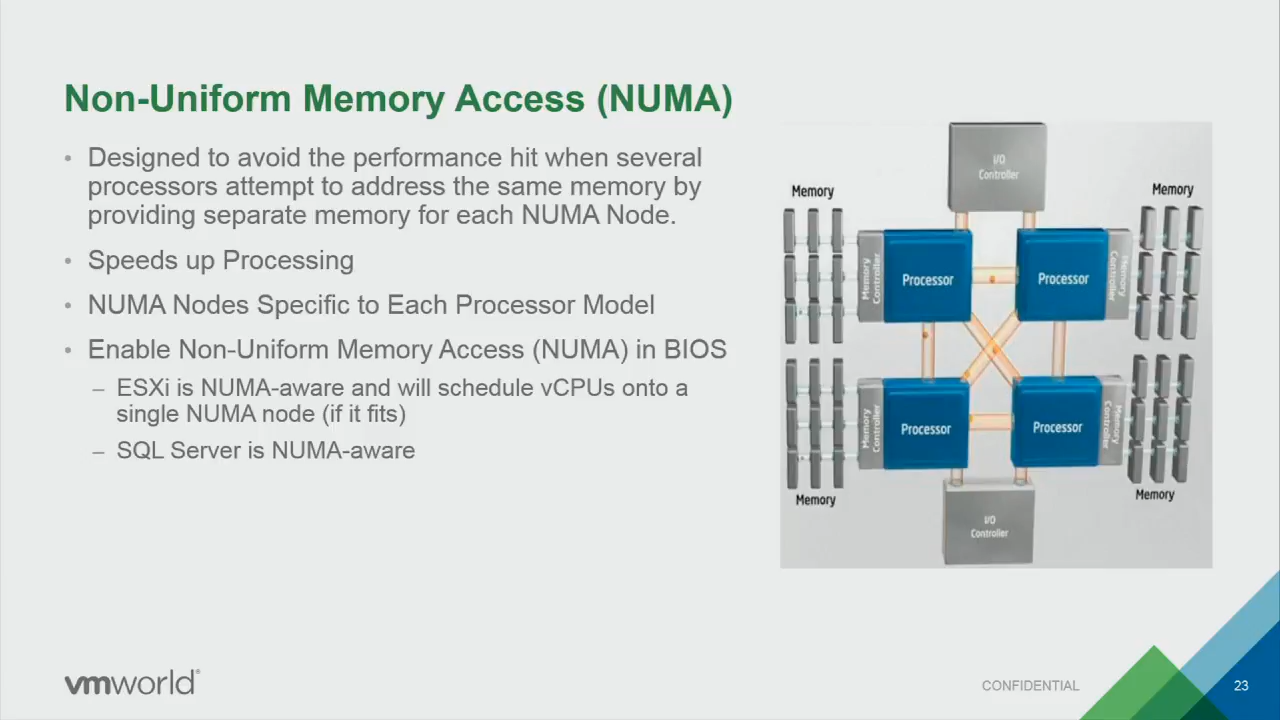 Non-Uniform Memory Access (NUMA)
• Designed to avoid the performance hit when several
processors attempt to address the same memory by
providing separate memory for each NUMA Node.
• Speeds up Processing
• NUMA Nodes Specific to Each Processor Model
• Enable Non-Uniform Memory Access (NUMA) in BIOS
– ESXi is NUMA-aware and will schedule vCPUs onto a
single NUMA node (if it fits)
– SQL Server is NUMA-aware
I/O
Controller
Memory
Memory
Memory
Controller
Processor
Processor
Memory
Controller
Memory
Controller
Processor
Processor
Memory
Controller
Memory
Memory
I/O
Controller
vmworld®
CONFIDENTIAL
23